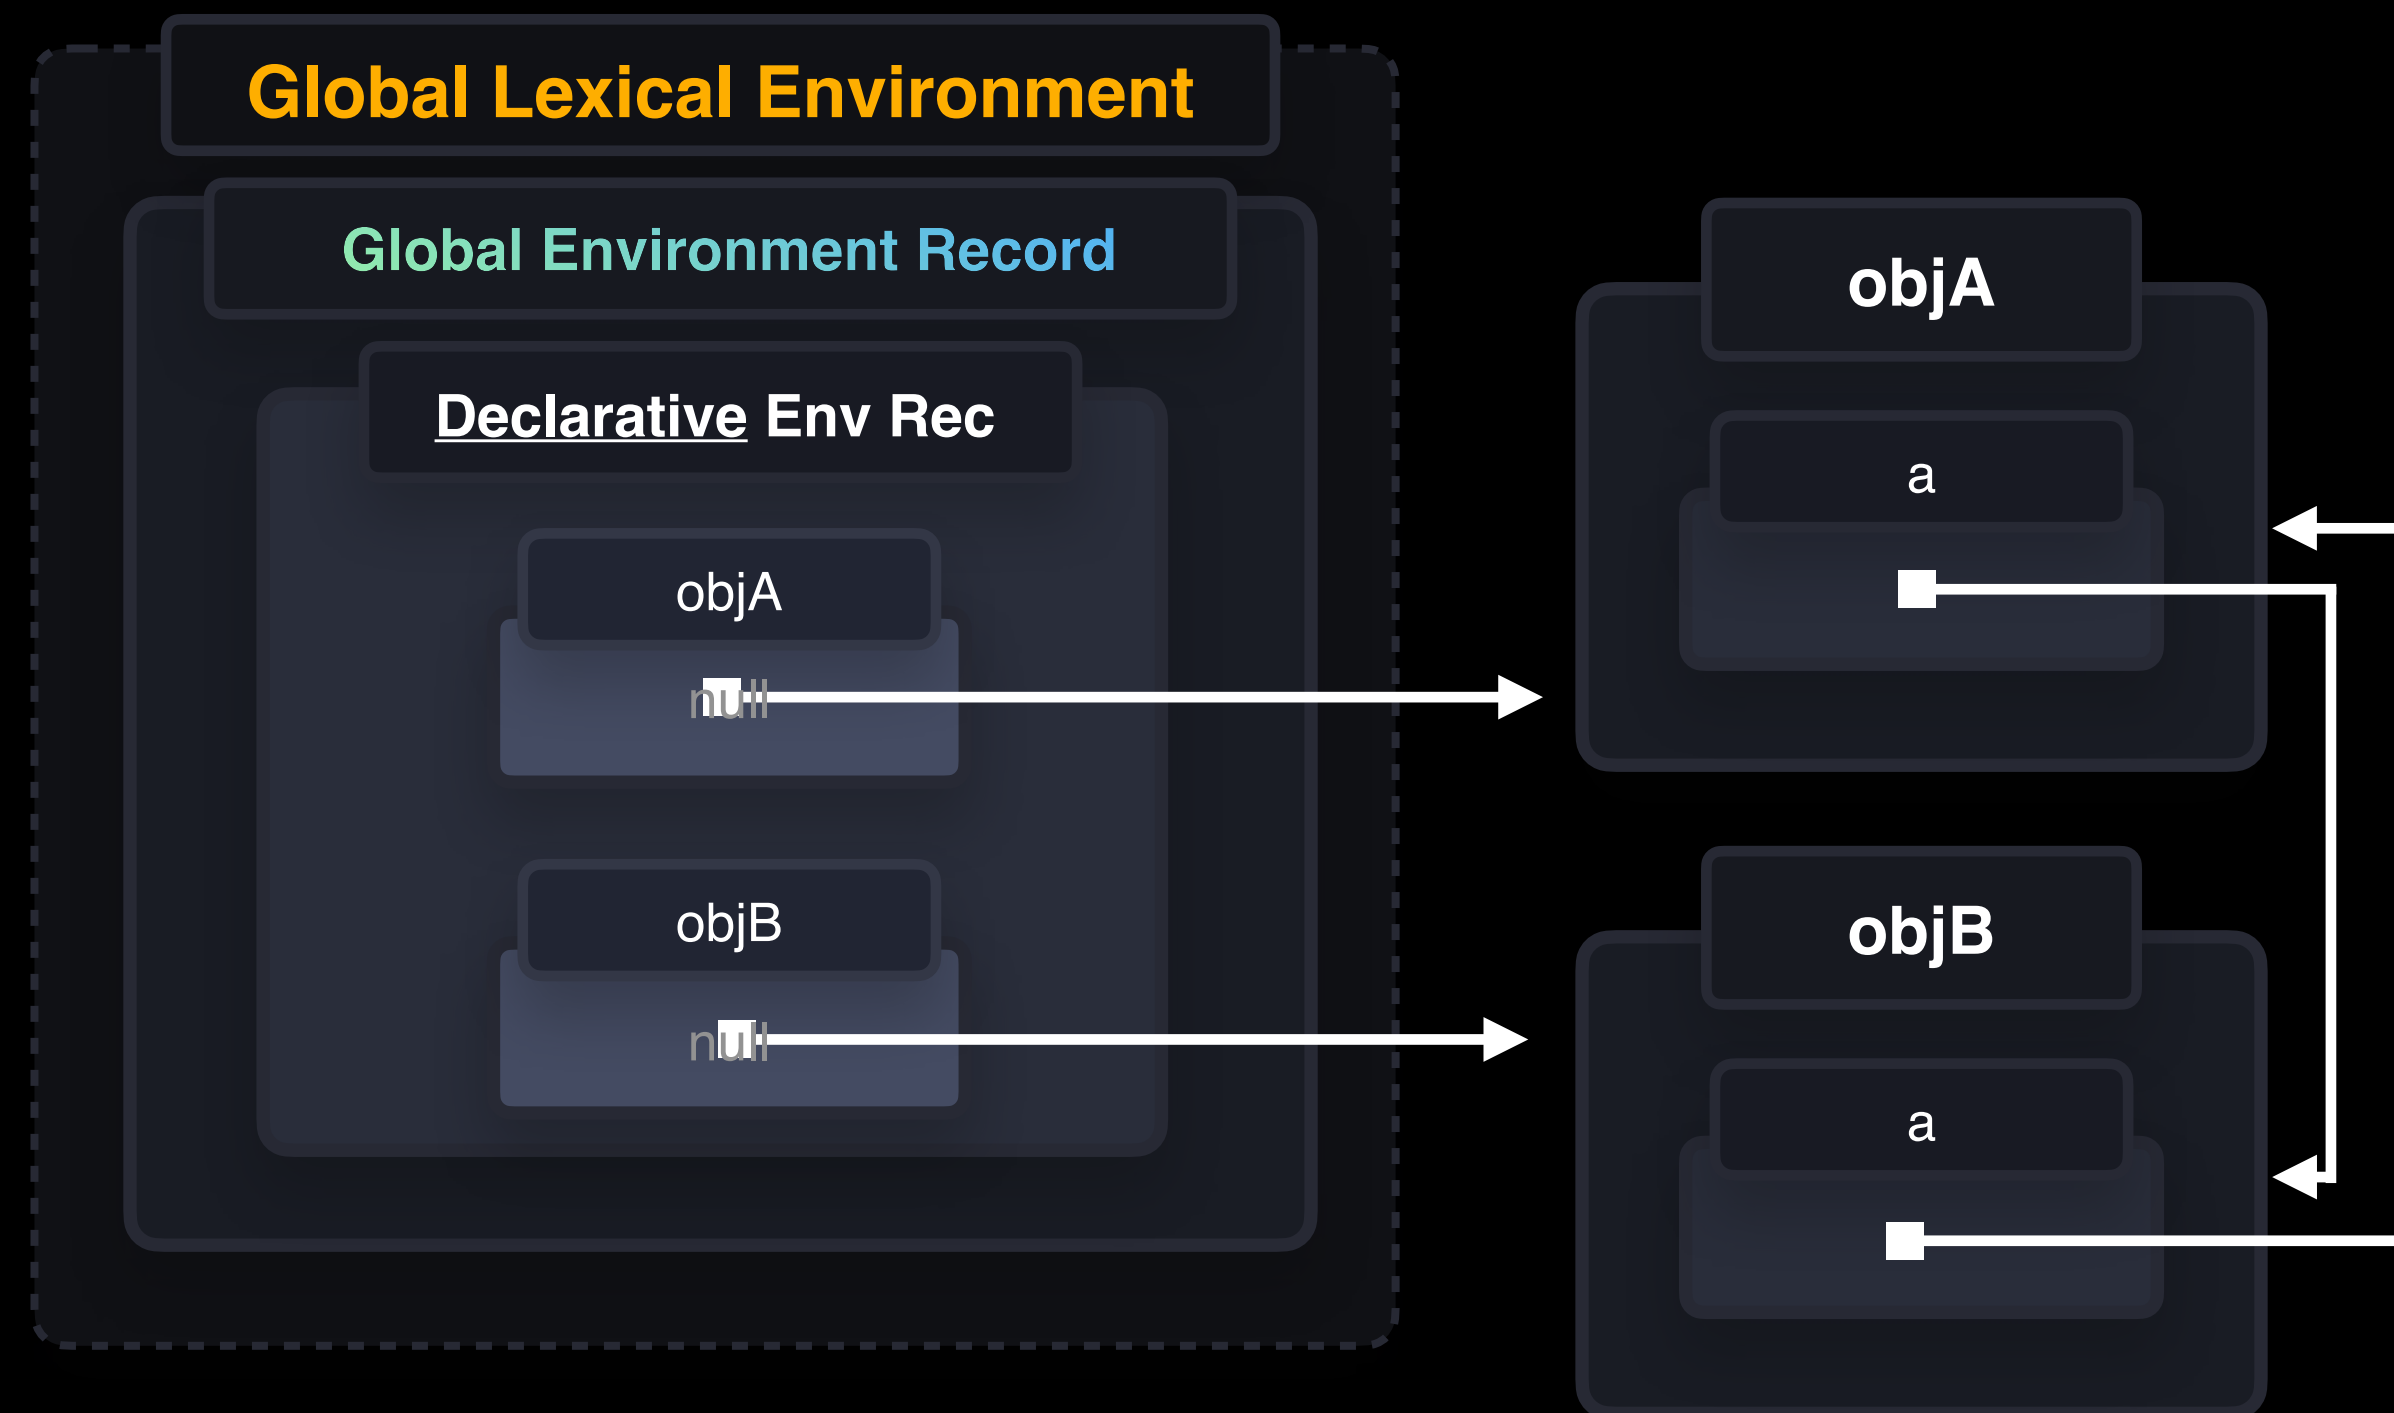 Global Lexical Environment
Global Environment Record
Declarative Env Rec
objA
null
objB
null
objA
a
objB
a